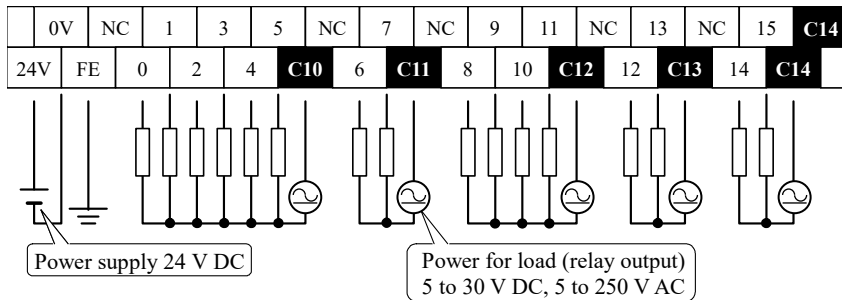 0V NC 1 3 5 NC 7 NC 9 11 NC 13 NC 15 C14
24V FE 0 2 4 C10 6 C11 8 10 C12 12 C13 14 C14
Power supply 24 V DC
Power for load (relay output)
5 to 30 V DC, 5 to 250 V AC